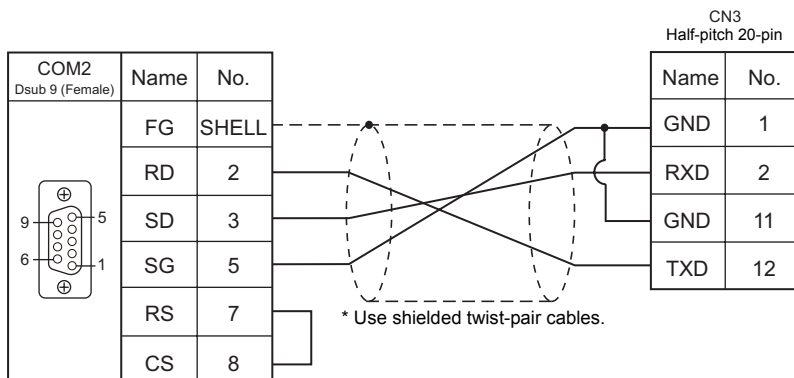 CN3
Half-pitch 20-pin
COM2
Dsub 9 (Female)
Name No.
Name No.
FG SHELL
GND 1
RD 2
RXD 2
SD 3
GND 11
SG 5
TXD 12
RS 7
CS 8
9 5
6 1
* Use shielded twist-pair cables.